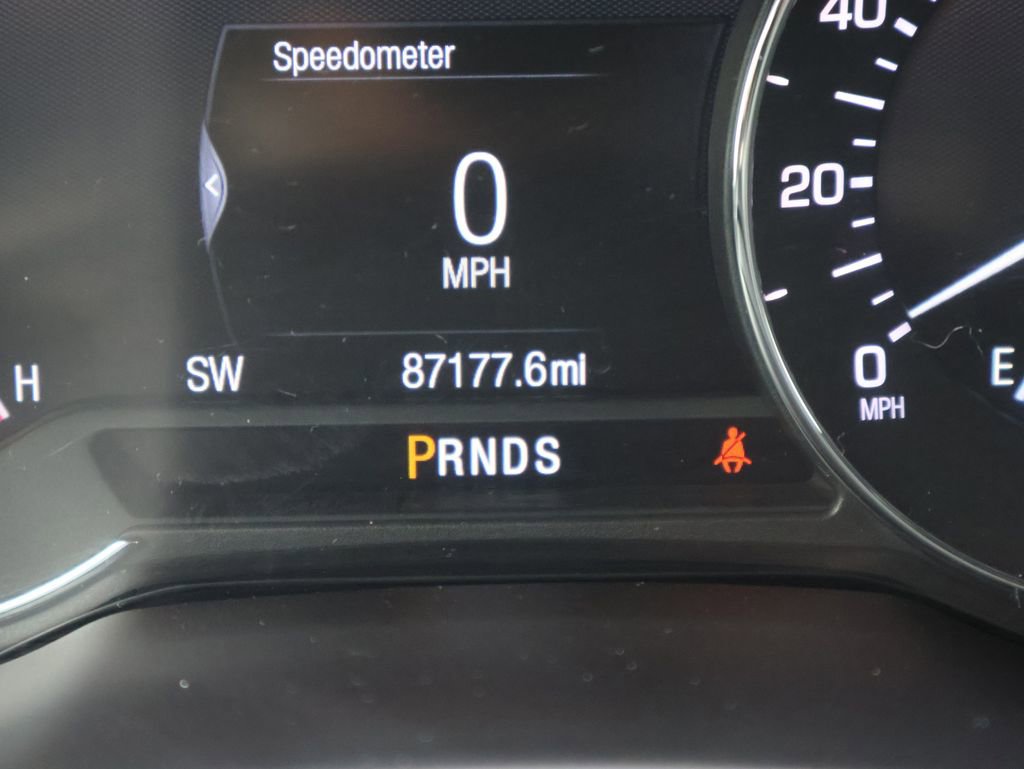 Speedometer
40
0
MPH
20
H
SW
87177.6mi
0
MPH
E
PRNDS